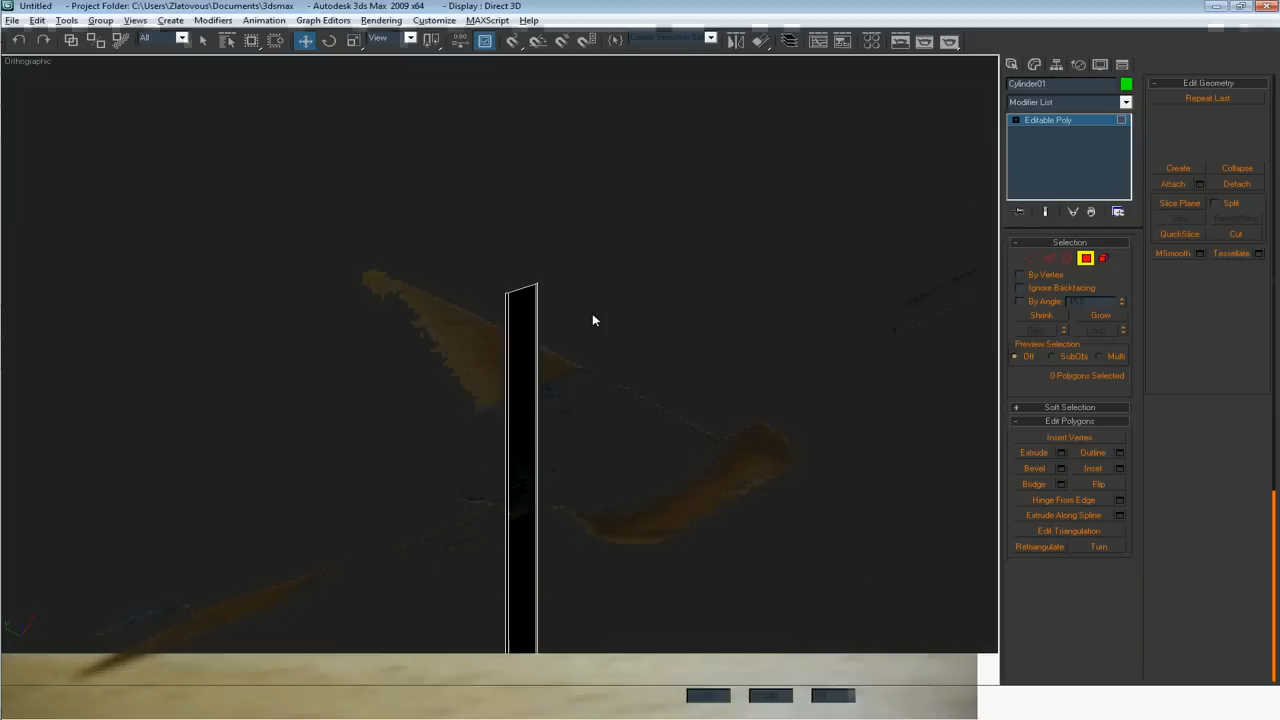 Untitled - Project Folder: C:\Users\Zlatovous\Documents\3dsmax - Autodesk 3ds Max 2009 x64 - Display : Direct 3D
File Edit Tools Group Views Create Modifiers Animation Graph Editors Rendering Customize MAXScript Help
All View
Orthographic
Cylinder01
Modifier List
Editable Poly
Selection
By Vertex
Ignore Backfacing
By Angle:
Shrink Grow
Preview Selection
Off SubObj Multi
0 Polygons Selected
Soft Selection
Edit Polygons
Insert Vertex
Extrude Outline
Bevel Inset
Bridge Flip
Hinge From Edge
Extrude Along Spline
Edit Triangulation
Retriangulate Turn
Edit Geometry
Repeat Last
Create Collapse
Attach Detach
Slice Plane Split
QuickSlice Cut
MSmooth Tessellate